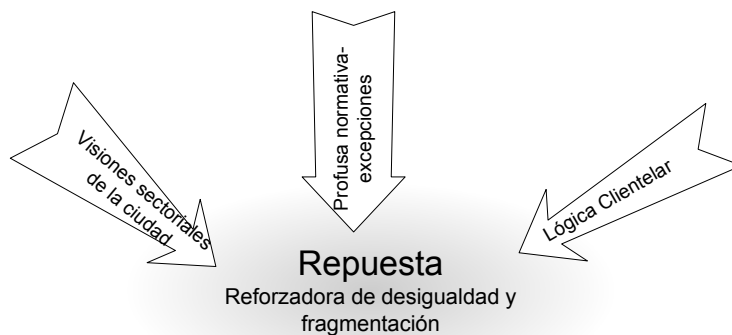 Visiones sectoriales
de la ciudad
Profusa normativa-
excepciones
Lógica Clientelar
Repuesta
Reforzadora de desigualdad y
fragmentación